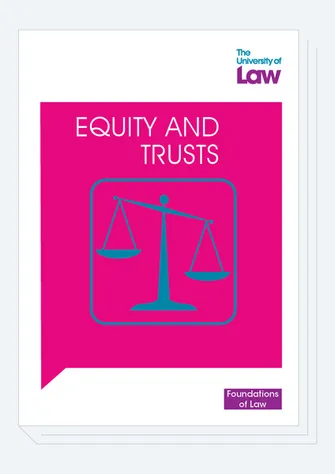 The
University of
Law
EQUITY AND
TRUSTS
Foundations
of Law